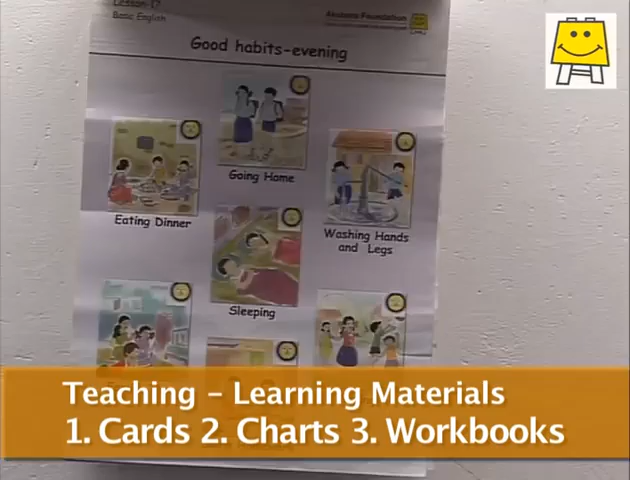 Lesson 17
Basic English
Akshara Foundation
Good habits-evening
Going Home
Eating Dinner
Washing Hands
and Legs
Sleeping
Teaching – Learning Materials
1. Cards 2. Charts 3. Workbooks